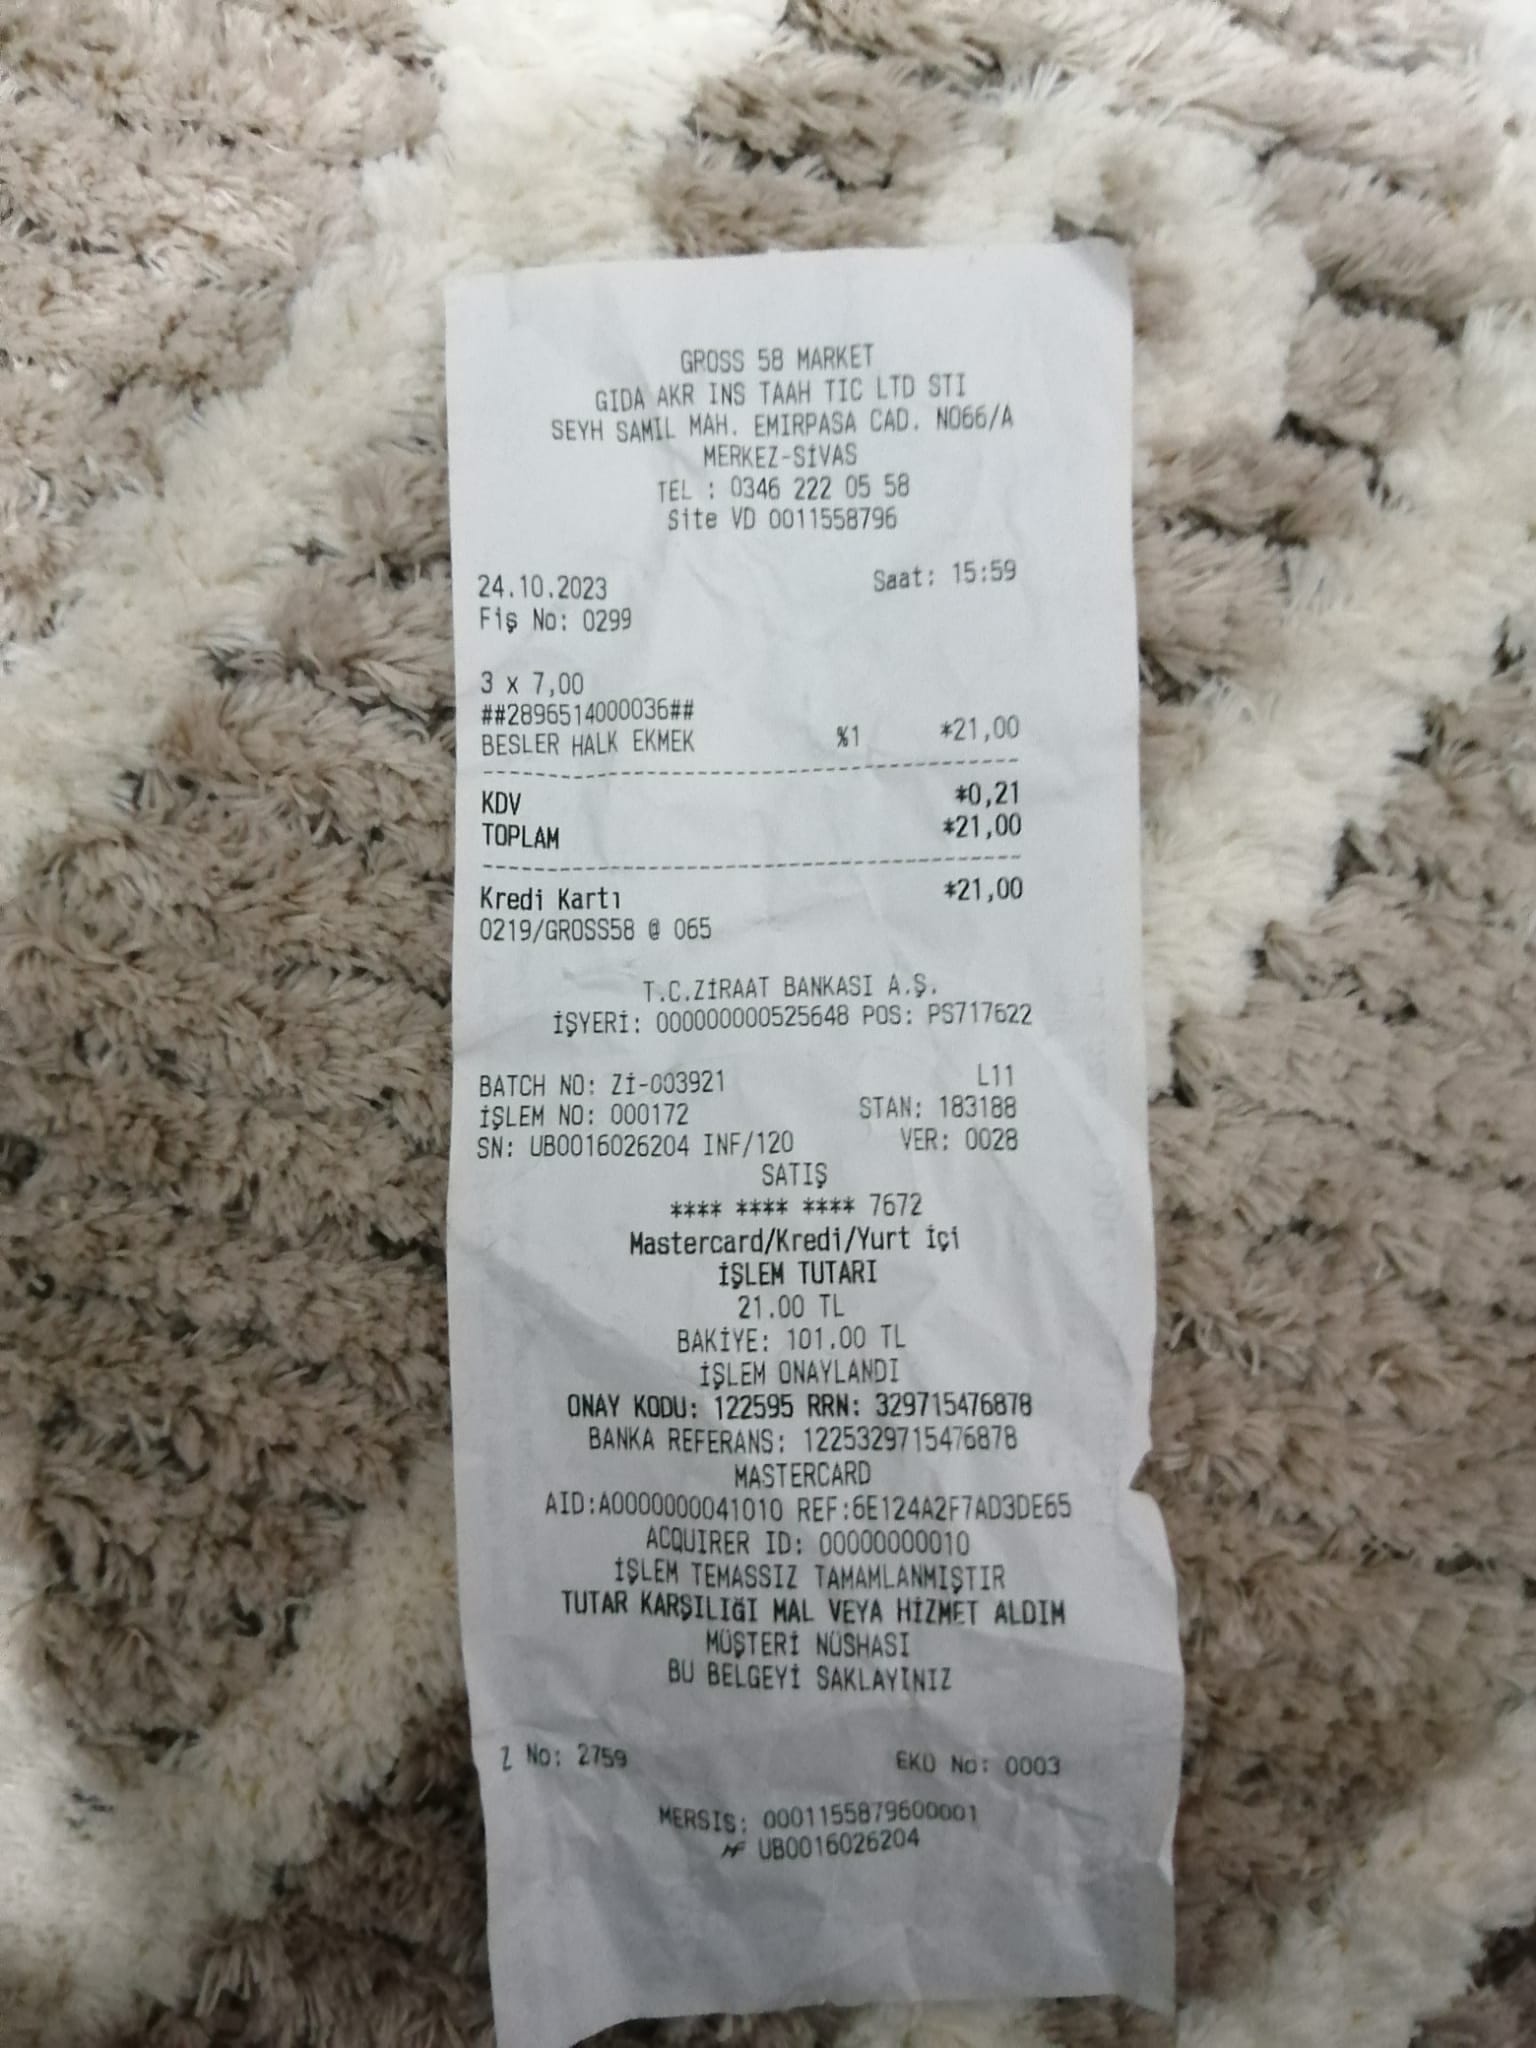 GROSS 58 MARKET
GIDA AKR INS TAAH TIC LTD STI
SEYH SAMIL MAH. EMIRPASA CAD. NO66/A
MERKEZ-SİVAS
TEL : 0346 222 05 58
Site VD 0011558796
24.10.2023 Saat: 15:59
Fiş No: 0299
3 x 7,00
##2896514000036##
BESLER HALK EKMEK %1 *21,00
KDV *0,21
TOPLAM *21,00
Kredi Kartı *21,00
0219/GROSS58 @ 065
T.C.ZİRAAT BANKASI A.Ş.
İŞYERİ: 000000000525648 POS: PS717622
BATCH NO: Zİ-003921 L11
İŞLEM NO: 000172 STAN: 183188
SN: UB0016026204 INF/120 VER: 0028
SATIŞ
**** **** **** 7672
Mastercard/Kredi/Yurt İçi
İŞLEM TUTARI
21.00 TL
BAKİYE: 101.00 TL
İŞLEM ONAYLANDI
ONAY KODU: 122595 RRN: 329715476878
BANKA REFERANS: 1225329715476878
MASTERCARD
AID:A0000000041010 REF:6E124A2F7AD3DE65
ACQUIRER ID: 00000000010
İŞLEM TEMASSIZ TAMAMLANMIŞTIR
TUTAR KARŞILIĞI MAL VEYA HİZMET ALDIM
MÜŞTERİ NÜSHASI
BU BELGEYİ SAKLAYINIZ
Z No: 2759 EKÜ No: 0003
MERSIS: 0001155879600001
MF UB0016026204